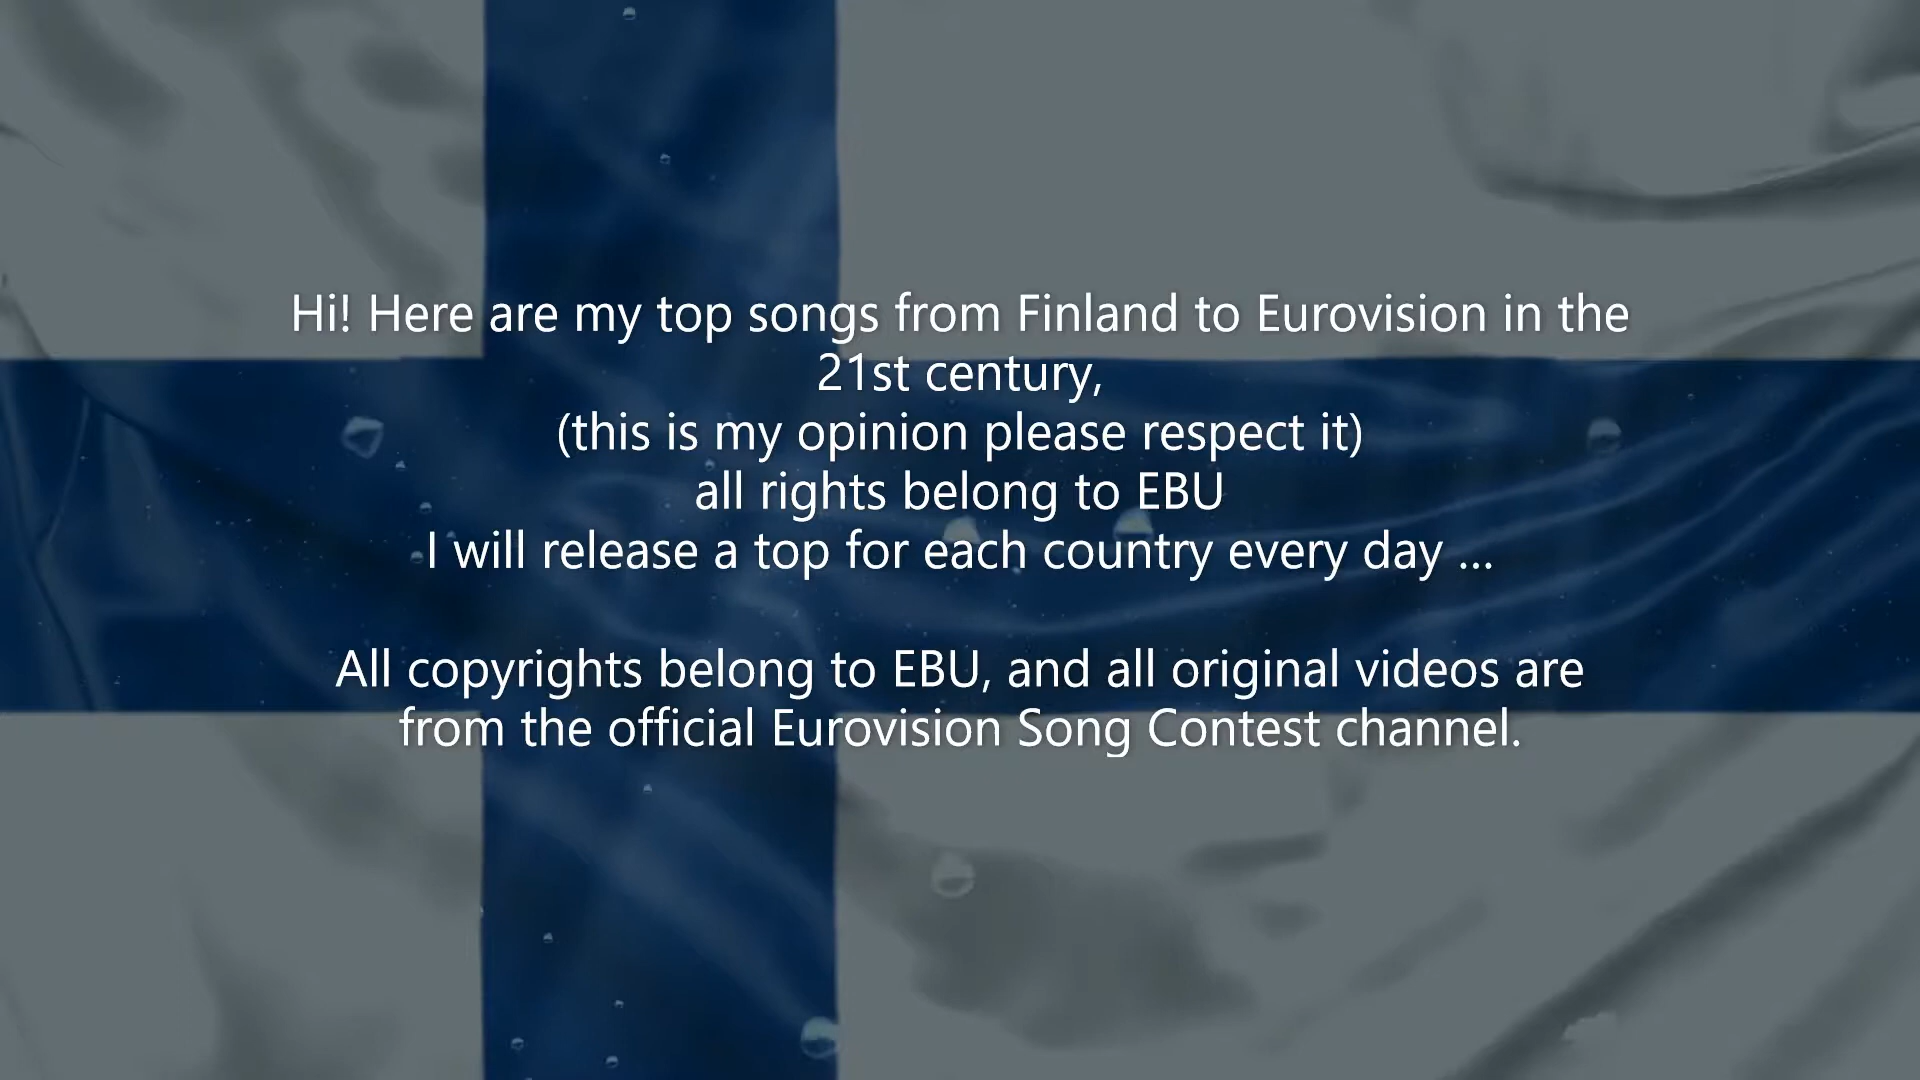 Hi! Here are my top songs from Finland to Eurovision in the
21st century,
(this is my opinion please respect it)
all rights belong to EBU
I will release a top for each country every day ...
All copyrights belong to EBU, and all original videos are
from the official Eurovision Song Contest channel.